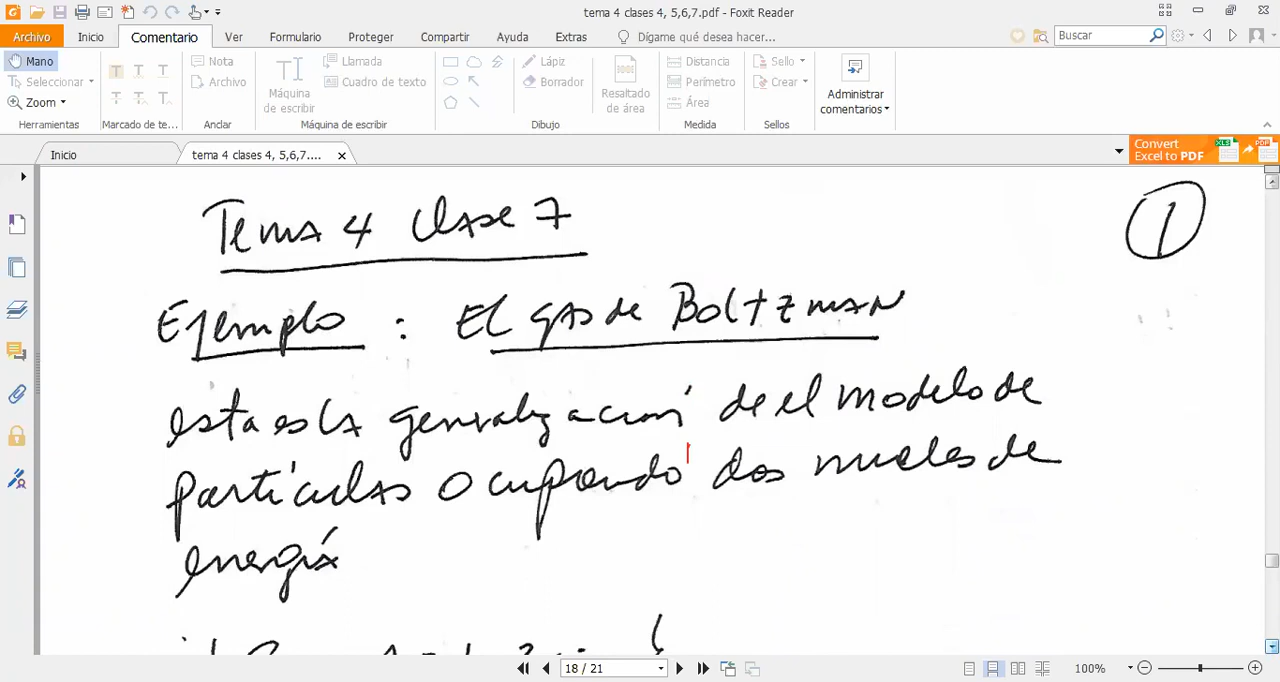 tema 4 clases 4, 5,6,7.pdf - Foxit Reader
Archivo Inicio Comentario Ver Formulario Proteger Compartir Ayuda Extras Dígame qué desea hacer... Buscar
Mano
Seleccionar
Zoom
Herramientas
T T T
T T T
Marcado de te...
Nota
Archivo
Anclar
Máquina
de escribir
Llamada
Cuadro de texto
Máquina de escribir
Lápiz
Borrador
Dibujo
Resaltado
de área
Distancia
Perímetro
Área
Medida
Sello
Crear
Sellos
Administrar
comentarios
Inicio
tema 4 clases 4, 5,6,7....
Convert
Excel to PDF
XLS
PDF
Tema 4 Clase 7
1
Ejemplo : El gas de Boltzman
esta es la generalización de el modelo de
partículas ocupando dos niveles de
energía
18 / 21
100%